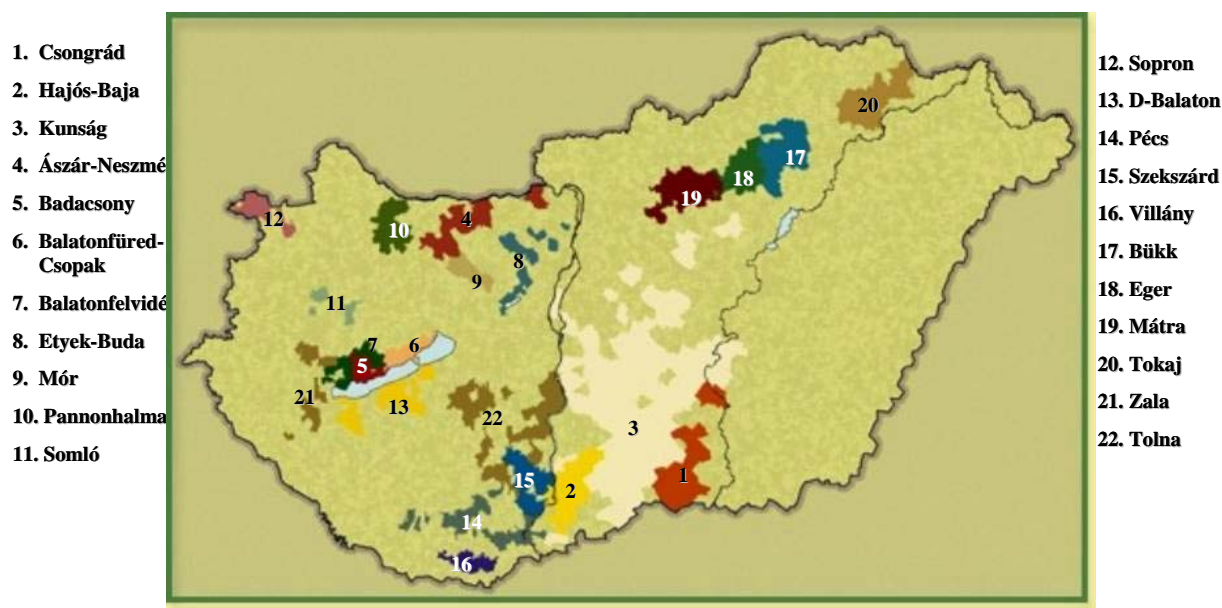 1. Csongrád
2. Hajós-Baja
3. Kunság
4. Ászár-Neszmé
5. Badacsony
6. Balatonfüred-
Csopak
7. Balatonfelvidé
8. Etyek-Buda
9. Mór
10. Pannonhalma
11. Somló
12. Sopron
13. D-Balaton
14. Pécs
15. Szekszárd
16. Villány
17. Bükk
18. Eger
19. Mátra
20. Tokaj
21. Zala
22. Tolna
20
17
18
19
12
10
4
8
9
11
7
6
5
21
13
22
3
15
2
1
14
16